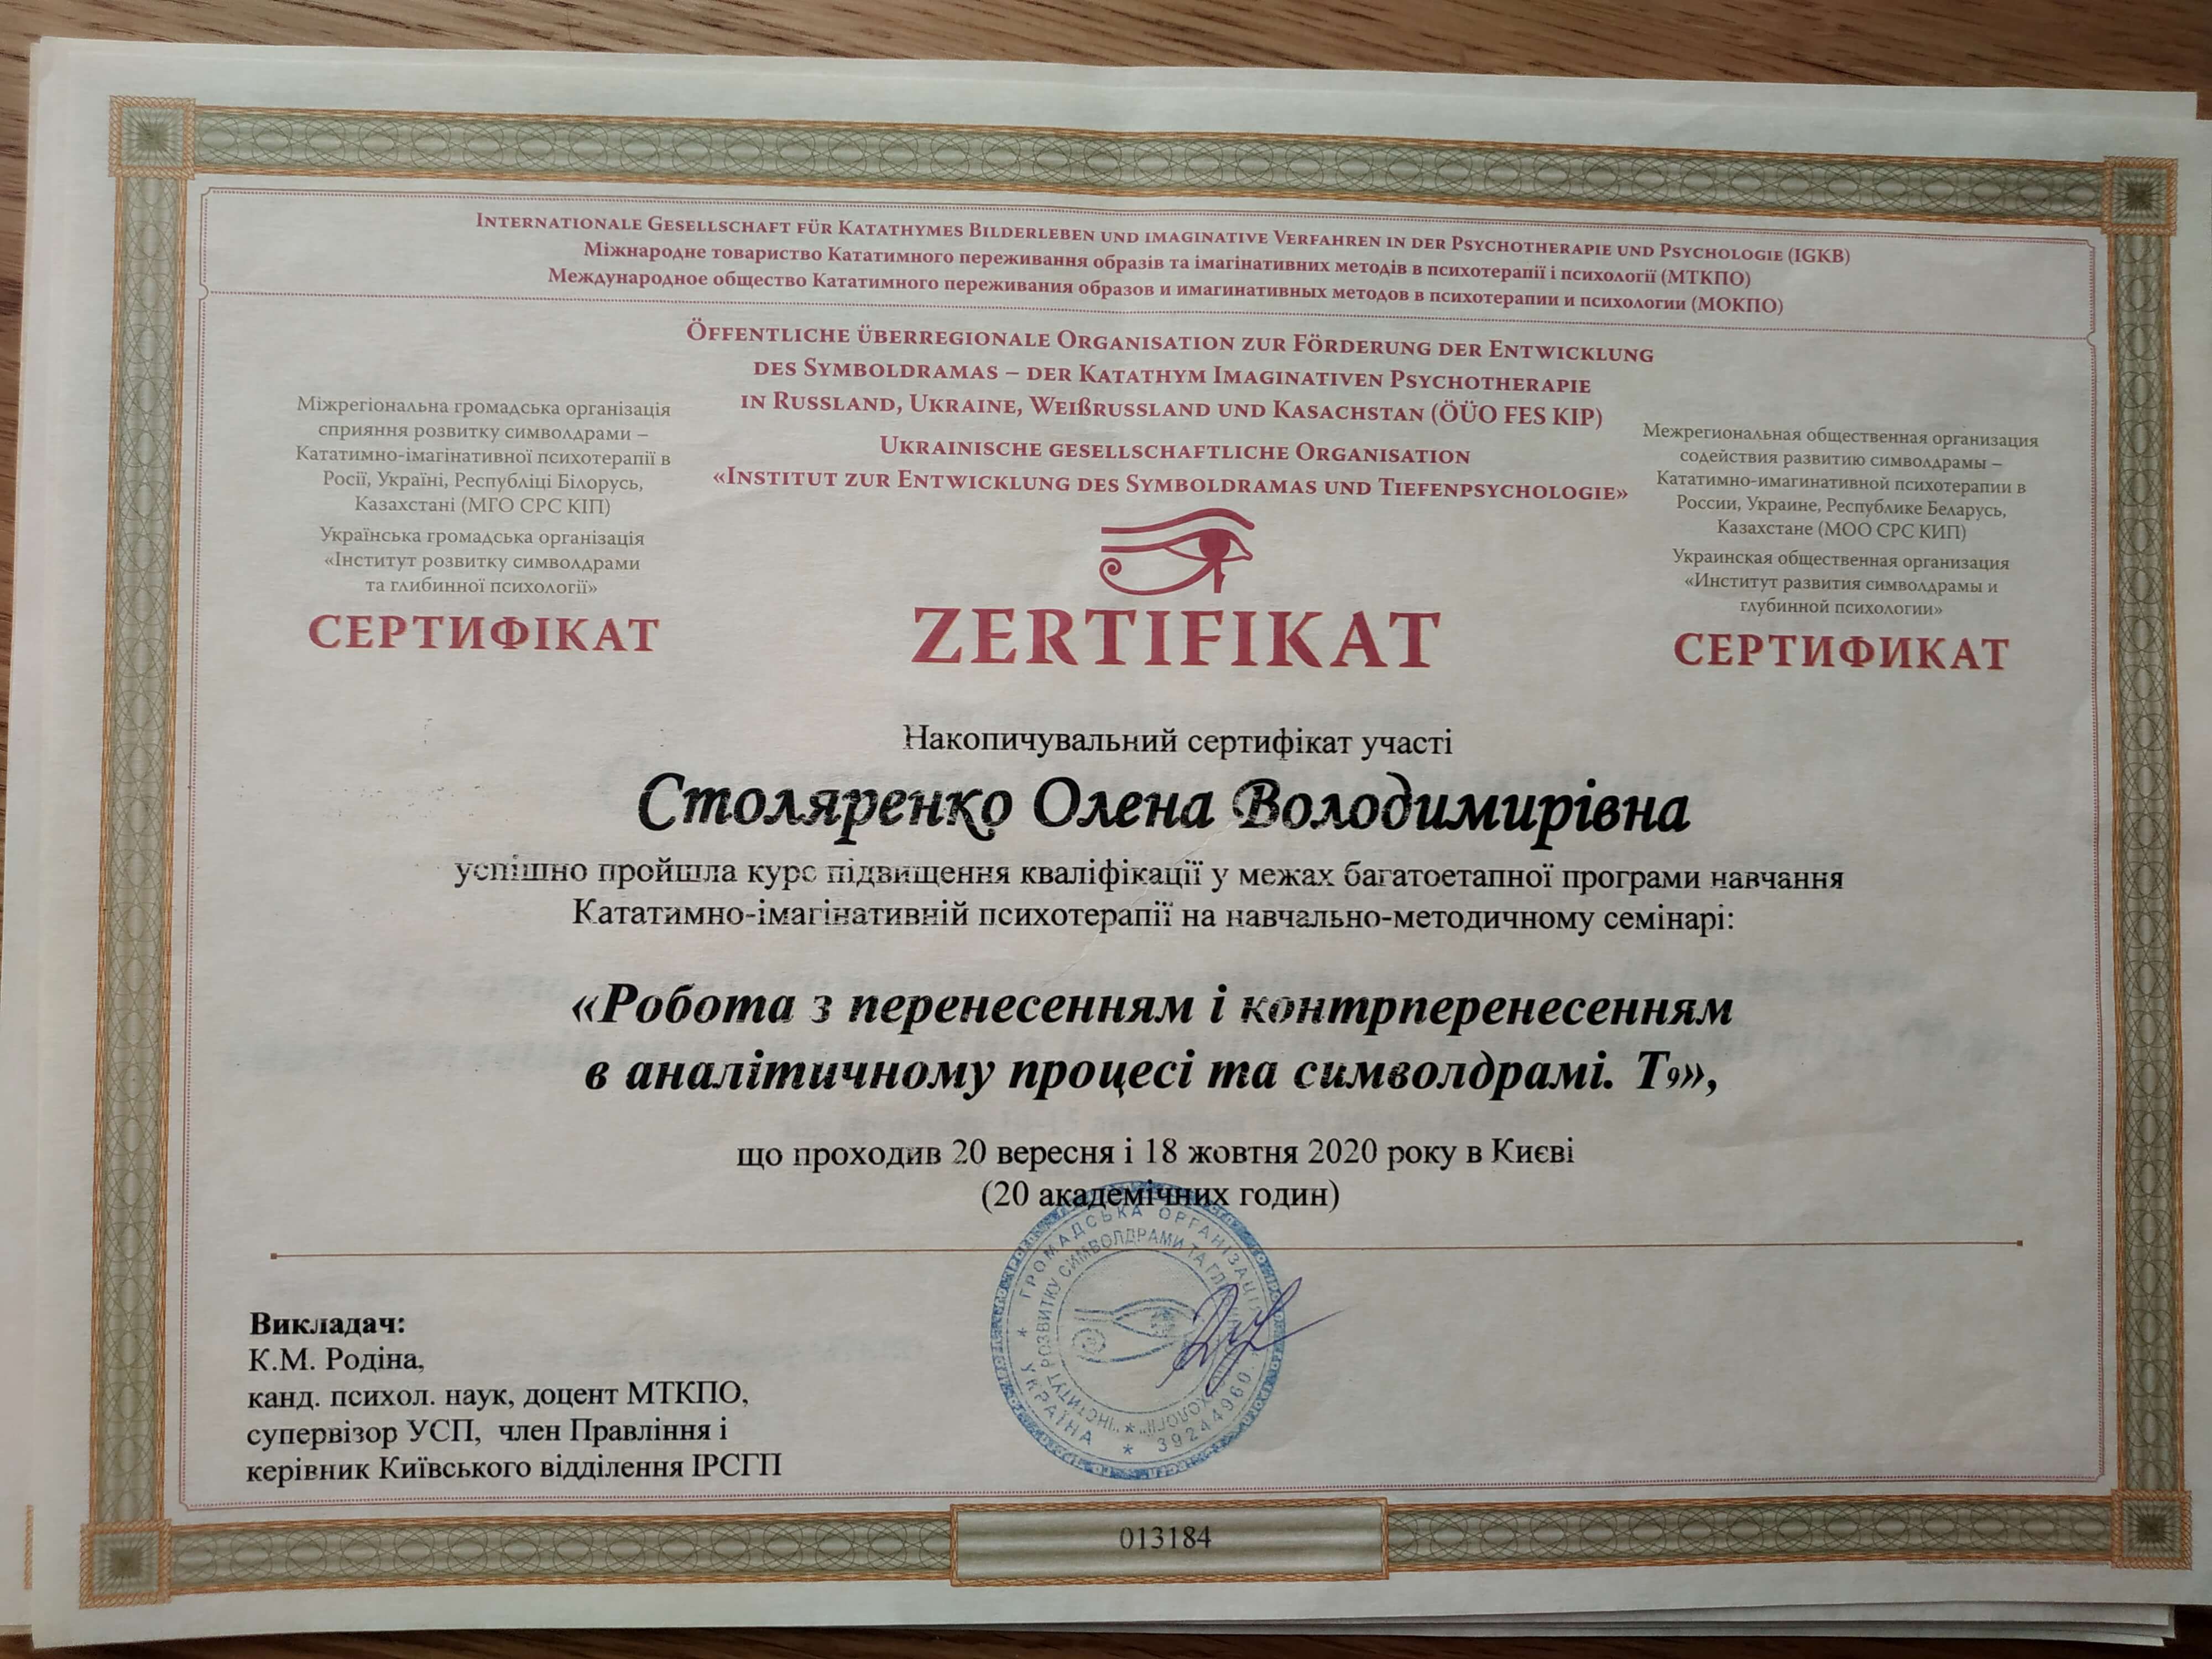 Internationale Gesellschaft für Katathymes Bilderleben und imaginative Verfahren in der Psychotherapie und Psychologie (IGKB)
Міжнародне товариство Кататимного переживання образів та імагінативних методів в психотерапії і психології (МТКПО)
Международное общество Кататимного переживания образов и имагинативных методов в психотерапии и психологии (МОКПО)
Öffentliche überregionale Organisation zur Förderung der Entwicklung
des Symboldramas – der Katathym Imaginativen Psychotherapie
in Russland, Ukraine, Weißrussland und Kasachstan (ÖÜO FES KIP)
Ukrainische gesellschaftliche Organisation
«Institut zur Entwicklung des Symboldramas und Tiefenpsychologie»
ZERTIFIKAT
Міжрегіональна громадська організація
сприяння розвитку символдрами –
Кататимно-імагінативної психотерапії в
Росії, Україні, Республіці Білорусь,
Казахстані (МГО СРС КІП)
Українська громадська організація
«Інститут розвитку символдрами
та глибинної психології»
СЕРТИФІКАТ
Межрегиональная общественная организация
содействия развитию символдрамы –
Кататимно-имагинативной психотерапии в
России, Украине, Республике Беларусь,
Казахстане (МОО СРС КИП)
Украинская общественная организация
«Институт развития символдрамы и
глубинной психологии»
СЕРТИФИКАТ
Накопичувальний сертифікат участі
Столяренко Олена Володимирівна
успішно пройшла курс підвищення кваліфікації у межах багатоетапної програми навчання
Кататимно-імагінативній психотерапії на навчально-методичному семінарі:
«Робота з перенесенням і контрперенесенням
в аналітичному процесі та символдрамі. Т9»,
що проходив 20 вересня і 18 жовтня 2020 року в Києві
(20 академічних годин)
ГРОМАДСЬКА ОРГАНІЗАЦІЯ
РОЗВИТКУ СИМВОЛДРАМИ ТА
УКРАЇНА * 39244960
Викладач:
К.М. Родіна,
канд. психол. наук, доцент МТКПО,
супервізор УСП, член Правління і
керівник Київського відділення ІРСГП
013184